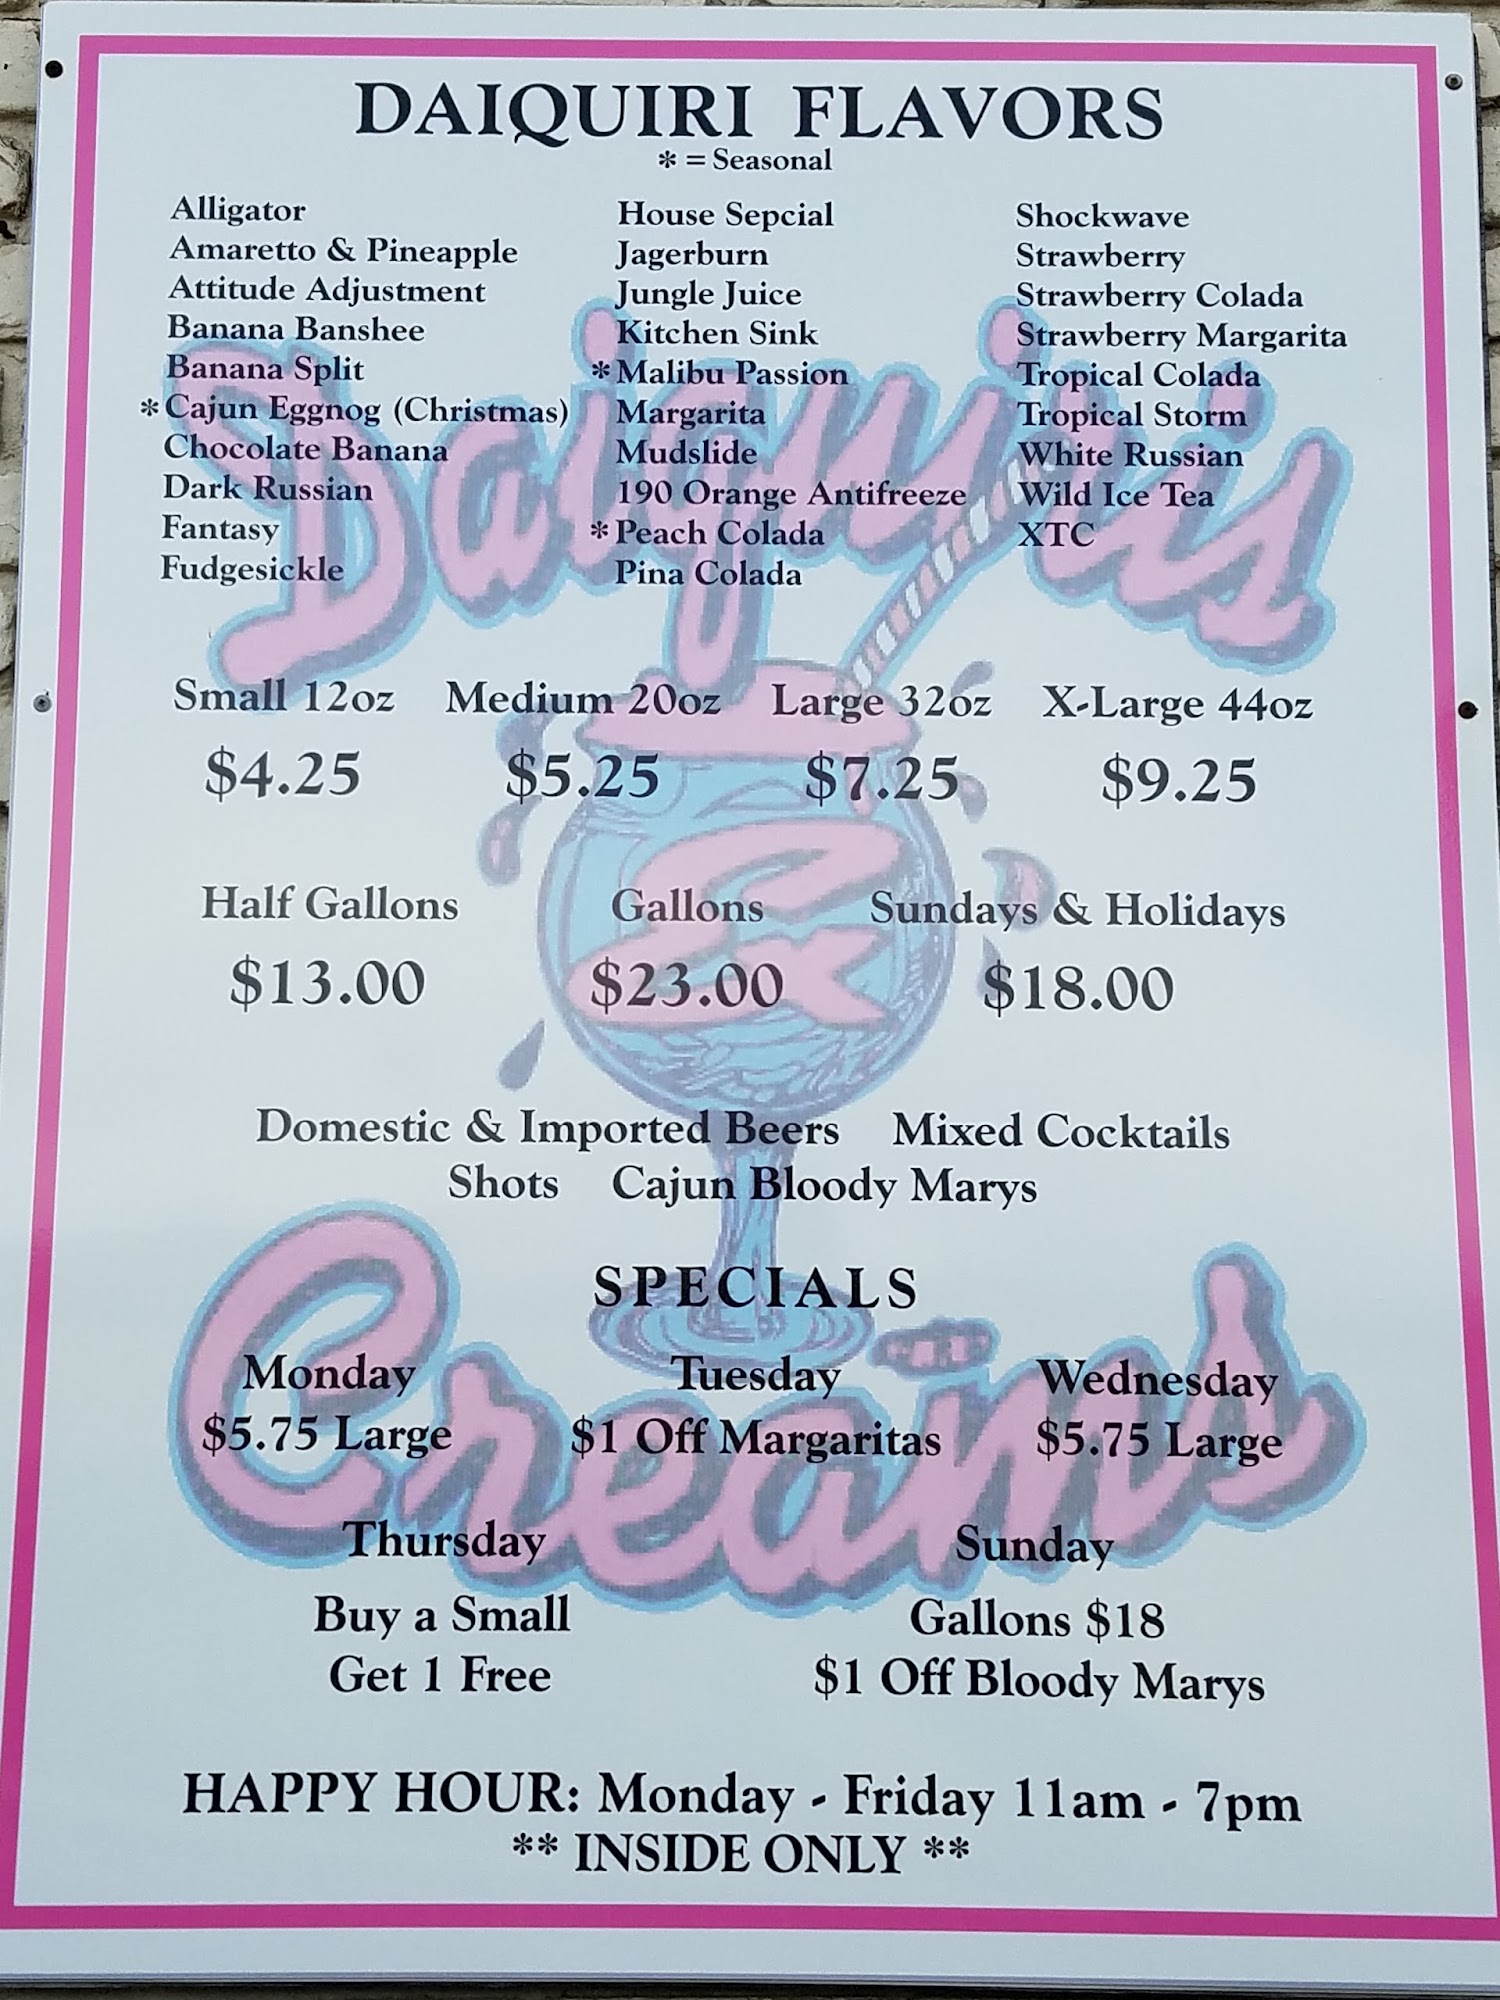 DAIQUIRI FLAVORS
* = Seasonal
Alligator
Amaretto & Pineapple
Attitude Adjustment
Banana Banshee
Banana Split
* Cajun Eggnog (Christmas)
Chocolate Banana
Dark Russian
Fantasy
Fudgesickle
House Sepcial
Jagerburn
Jungle Juice
Kitchen Sink
* Malibu Passion
Margarita
Mudslide
190 Orange Antifreeze
* Peach Colada
Pina Colada
Shockwave
Strawberry
Strawberry Colada
Strawberry Margarita
Tropical Colada
Tropical Storm
White Russian
Wild Ice Tea
XTC
Daiquiris
Small 12oz Medium 20oz Large 32oz X-Large 44oz
$4.25 $5.25 $7.25 $9.25
&
Half Gallons Gallons Sundays & Holidays
$13.00 $23.00 $18.00
Domestic & Imported Beers Mixed Cocktails
Shots Cajun Bloody Marys
SPECIALS
Creams
Monday Tuesday Wednesday
$5.75 Large $1 Off Margaritas $5.75 Large
Thursday Sunday
Buy a Small Gallons $18
Get 1 Free $1 Off Bloody Marys
HAPPY HOUR: Monday - Friday 11am - 7pm
** INSIDE ONLY **